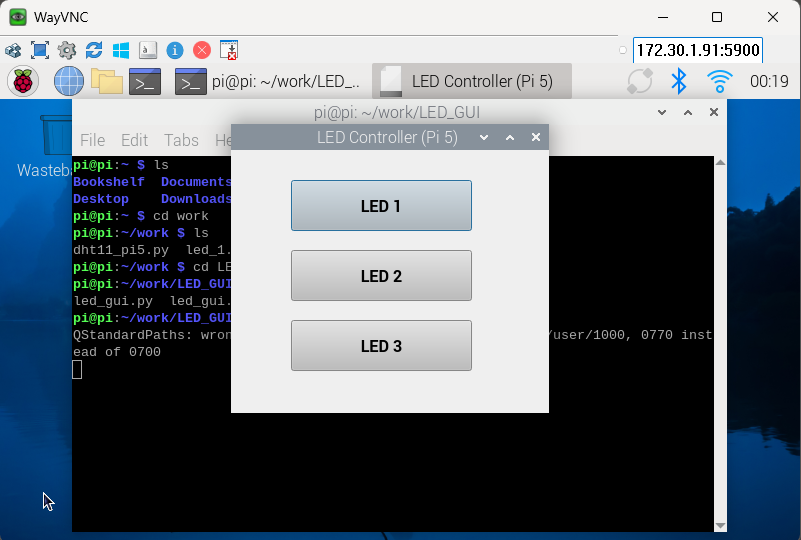 WayVNC
172.30.1.91:5900
pi@pi: ~/work/LED_..
LED Controller (Pi 5)
00:19
pi@pi: ~/work/LED_GUI
File Edit Tabs He
LED Controller (Pi 5)
Wasteba
pi@pi:~ $ ls
Bookshelf Documents
Desktop Downloads
pi@pi:~ $ cd work
pi@pi:~/work $ ls
dht11_pi5.py led_1.
pi@pi:~/work $ cd LE
pi@pi:~/work/LED_GUI
led_gui.py led_gui.
pi@pi:~/work/LED_GUI
QStandardPaths: wron /user/1000, 0770 inst
ead of 0700
LED 1
LED 2
LED 3